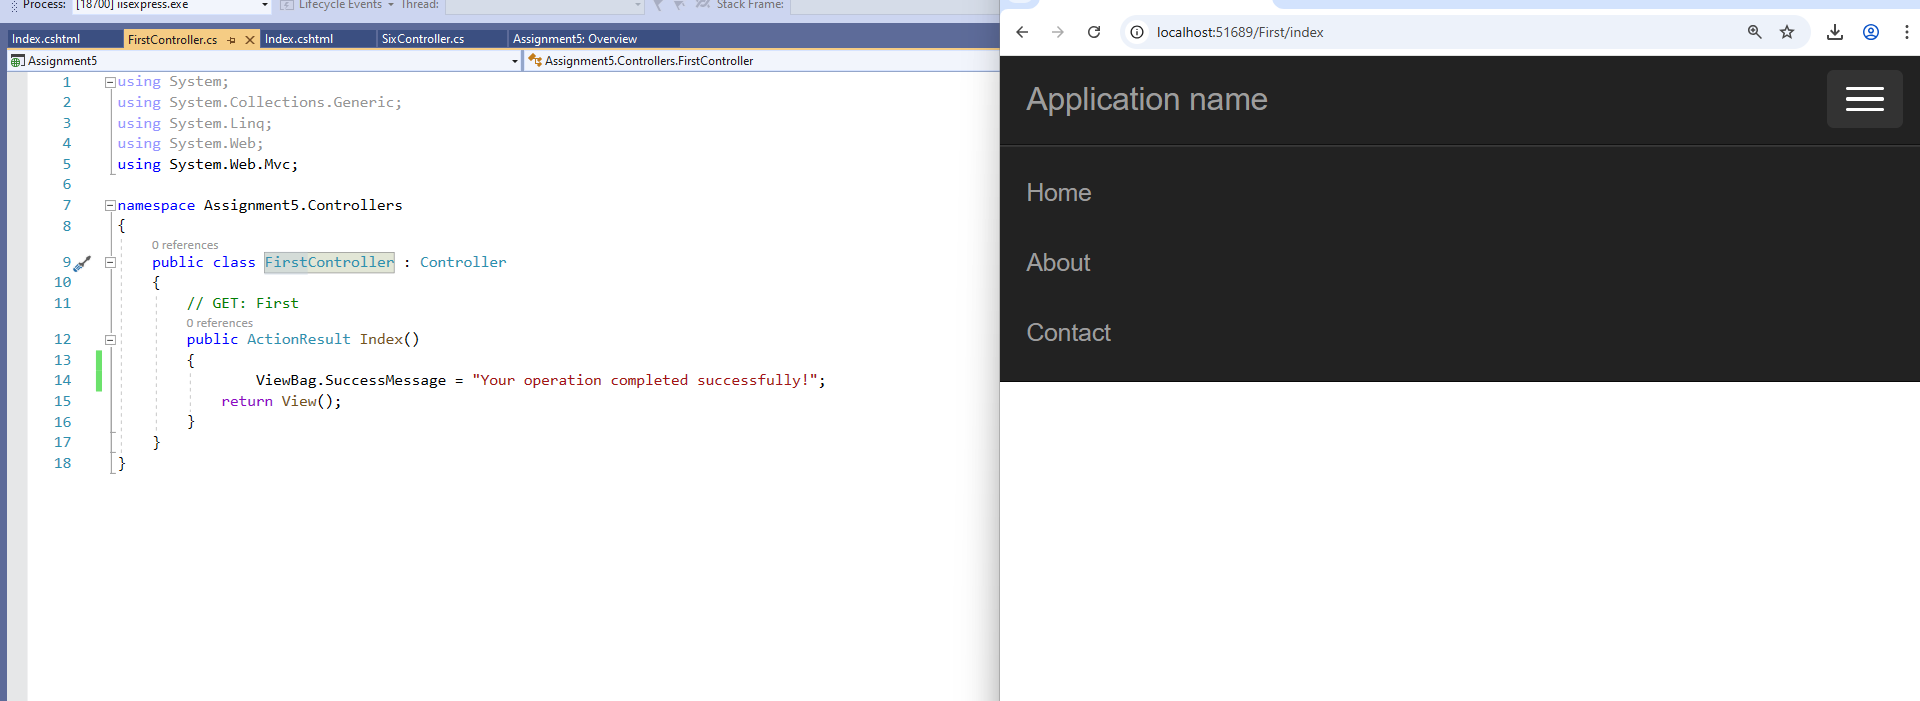 Process: [18700] iisexpress.exe Lifecycle Events Thread: Stack Frame:
Index.cshtml FirstController.cs Index.cshtml SixController.cs Assignment5: Overview
Assignment5 Assignment5.Controllers.FirstController
1 using System;
2 using System.Collections.Generic;
3 using System.Linq;
4 using System.Web;
5 using System.Web.Mvc;
6
7 namespace Assignment5.Controllers
8 {
0 references
9 public class FirstController : Controller
10 {
11 // GET: First
0 references
12 public ActionResult Index()
13 {
14 ViewBag.SuccessMessage = "Your operation completed successfully!";
15 return View();
16 }
17 }
18 }
localhost:51689/First/index
Application name
Home
About
Contact